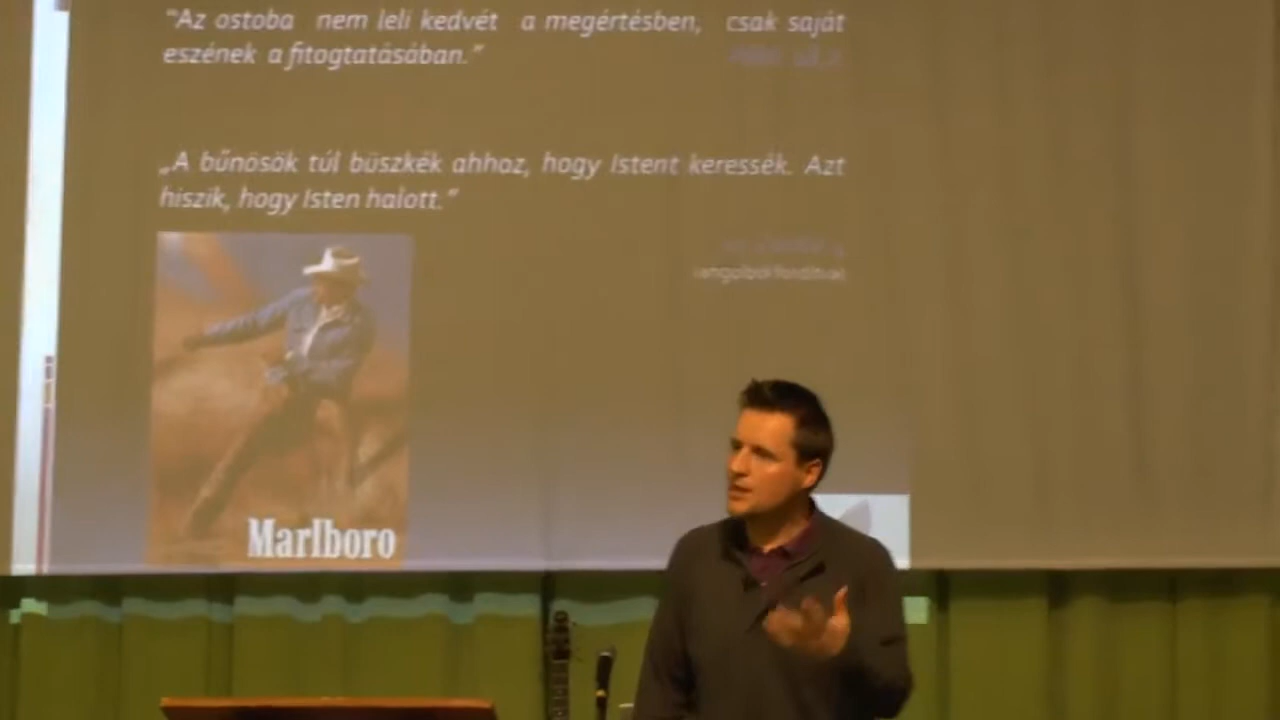 "Az ostoba nem leli kedvét a megértésben, csak saját
eszének a fitogtatásában."
„A bűnösök túl büszkék ahhoz, hogy Istent keressék. Azt
hiszik, hogy Isten halott."
Marlboro